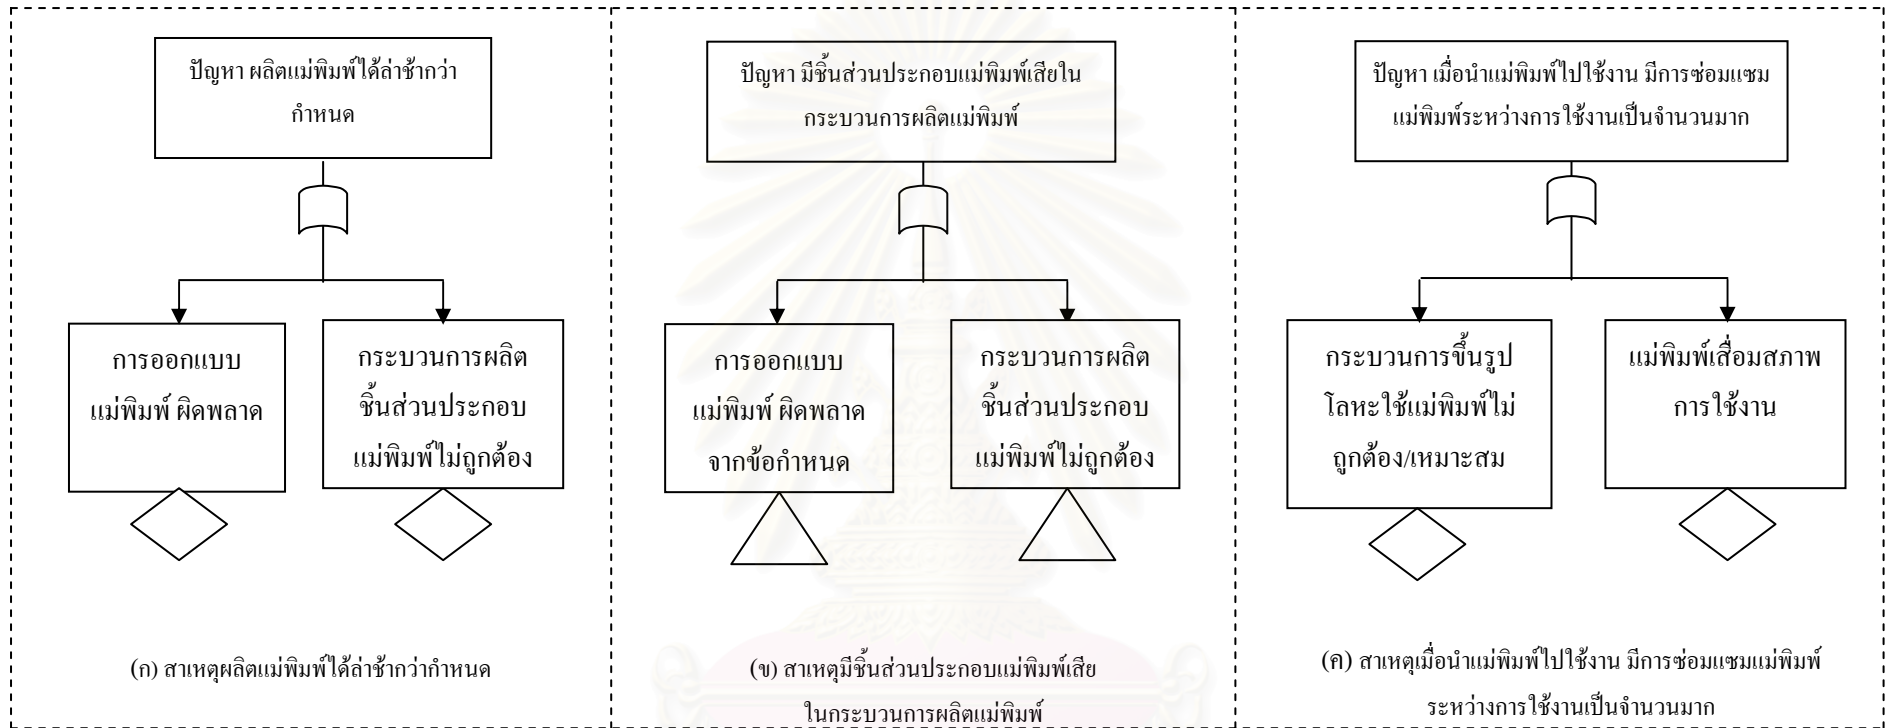 ปัญหา ผลิตแม่พิมพ์ได้ล่าช้ากว่า
กำหนด
การออกแบบ
แม่พิมพ์ ผิดพลาด
กระบวนการผลิต
ชิ้นส่วนประกอบ
แม่พิมพ์ไม่ถูกต้อง
(ก) สาเหตุผลิตแม่พิมพ์ได้ล่าช้ากว่ากำหนด
ปัญหา มีชิ้นส่วนประกอบแม่พิมพ์เสียใน
กระบวนการผลิตแม่พิมพ์
การออกแบบ
แม่พิมพ์ ผิดพลาด
จากข้อกำหนด
กระบวนการผลิต
ชิ้นส่วนประกอบ
แม่พิมพ์ไม่ถูกต้อง
(ข) สาเหตุมีชิ้นส่วนประกอบแม่พิมพ์เสีย
ในกระบวนการผลิตแม่พิมพ์
ปัญหา เมื่อนำแม่พิมพ์ไปใช้งาน มีการซ่อมแซม
แม่พิมพ์ระหว่างการใช้งานเป็นจำนวนมาก
กระบวนการขึ้นรูป
โลหะใช้แม่พิมพ์ไม่
ถูกต้อง/เหมาะสม
แม่พิมพ์เสื่อมสภาพ
การใช้งาน
(ค) สาเหตุเมื่อนำแม่พิมพ์ไปใช้งาน มีการซ่อมแซมแม่พิมพ์
ระหว่างการใช้งานเป็นจำนวนมาก